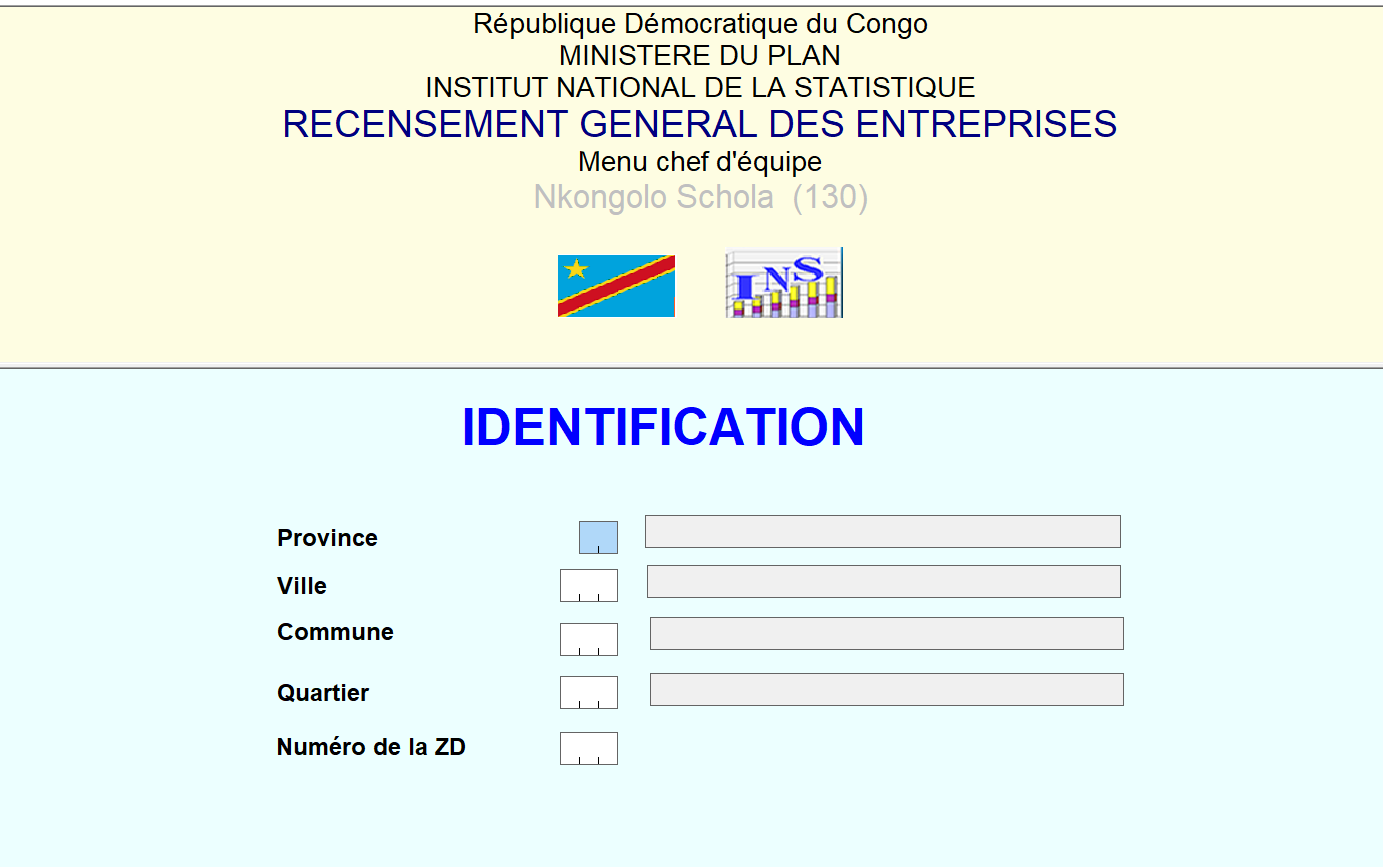 République Démocratique du Congo
MINISTERE DU PLAN
INSTITUT NATIONAL DE LA STATISTIQUE
RECENSEMENT GENERAL DES ENTREPRISES
Menu chef d'équipe
Nkongolo Schola (130)
INS
IDENTIFICATION
Province
Ville
Commune
Quartier
Numéro de la ZD